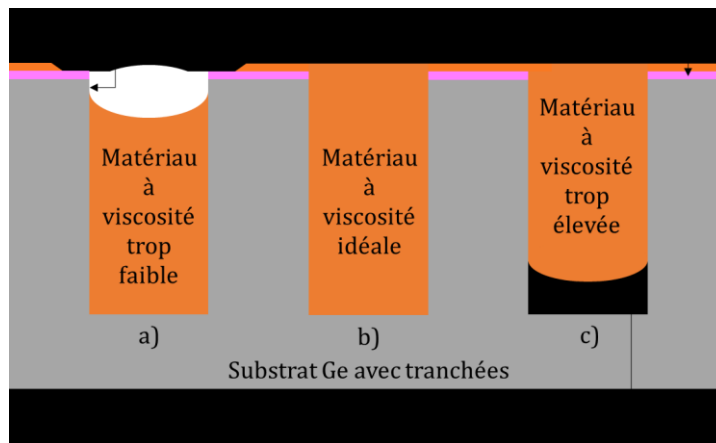 Matériau
à
viscosité
trop
faible
Matériau
à
viscosité
idéale
Matériau
à
viscosité
trop
élevée
a)
b)
c)
Substrat Ge avec tranchées